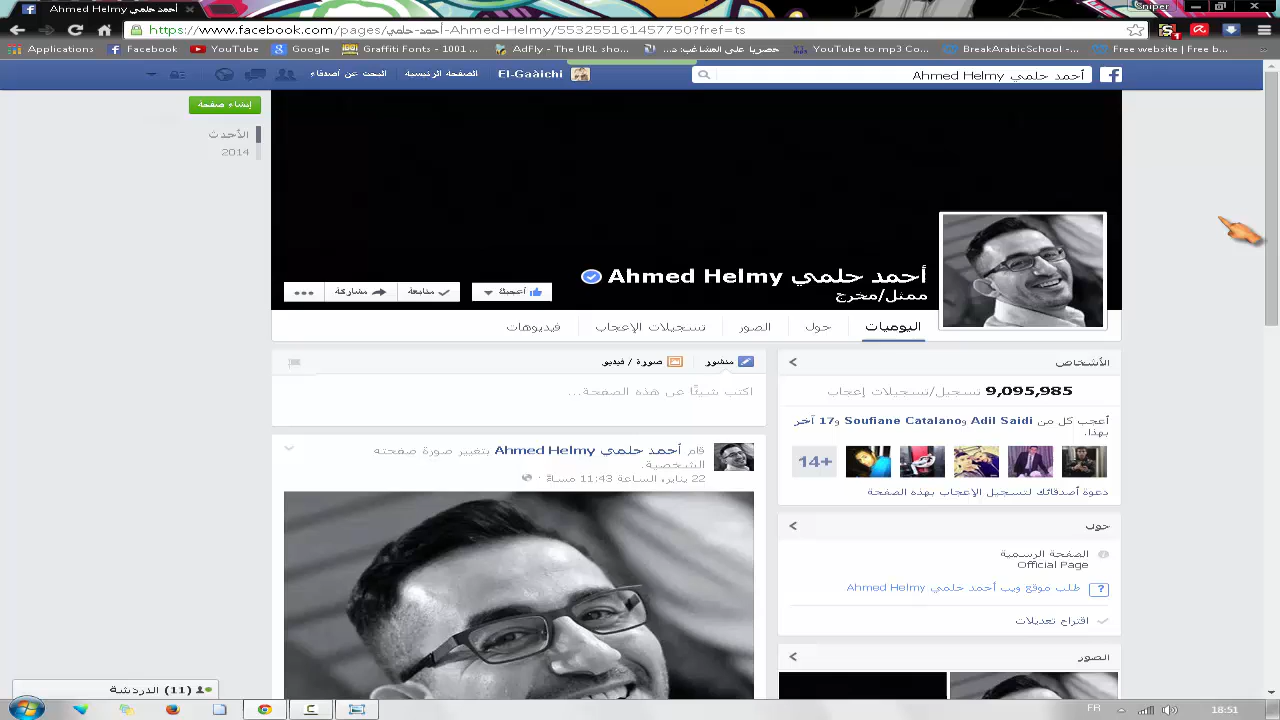 أحمد حلمي Ahmed Helmy
Sniper
https://www.facebook.com/pages/أحمد-حلمي-Ahmed-Helmy/553255161457750?fref=ts
Applications
Facebook
YouTube
Google
Graffiti Fonts - 1001 ...
AdFly - The URL sho...
حصريا على المشاغب :د...
YouTube to mp3 Co...
BreakArabicSchool - ...
Free website | Free b...
أحمد حلمي Ahmed Helmy
El-Gaàichi
الصفحة الرئيسية
البحث عن أصدقاء
إنشاء صفحة
الأحدث
2014
أحمد حلمي Ahmed Helmy
ممثل/مخرج
أعجبك
متابعة
مشاركة
اليوميات
حول
الصور
تسجيلات الإعجاب
فيديوهات
منشور
صورة / فيديو
اكتب شيئًا عن هذه الصفحة...
قام أحمد حلمي Ahmed Helmy بتغيير صورة صفحته
الشخصية.
22 يناير، الساعة 11:43 مساءً ·
الأشخاص
9,095,985 تسجيل/تسجيلات إعجاب
أعجب كل من Adil Saidi وSoufiane Catalano و17 آخر
بهذا.
14+
دعوة أصدقائك لتسجيل الإعجاب بهذه الصفحة
حول
الصفحة الرسمية
Official Page
طلب موقع ويب أحمد حلمي Ahmed Helmy
اقتراح تعديلات
الصور
الدردشة (11)
FR
18:51